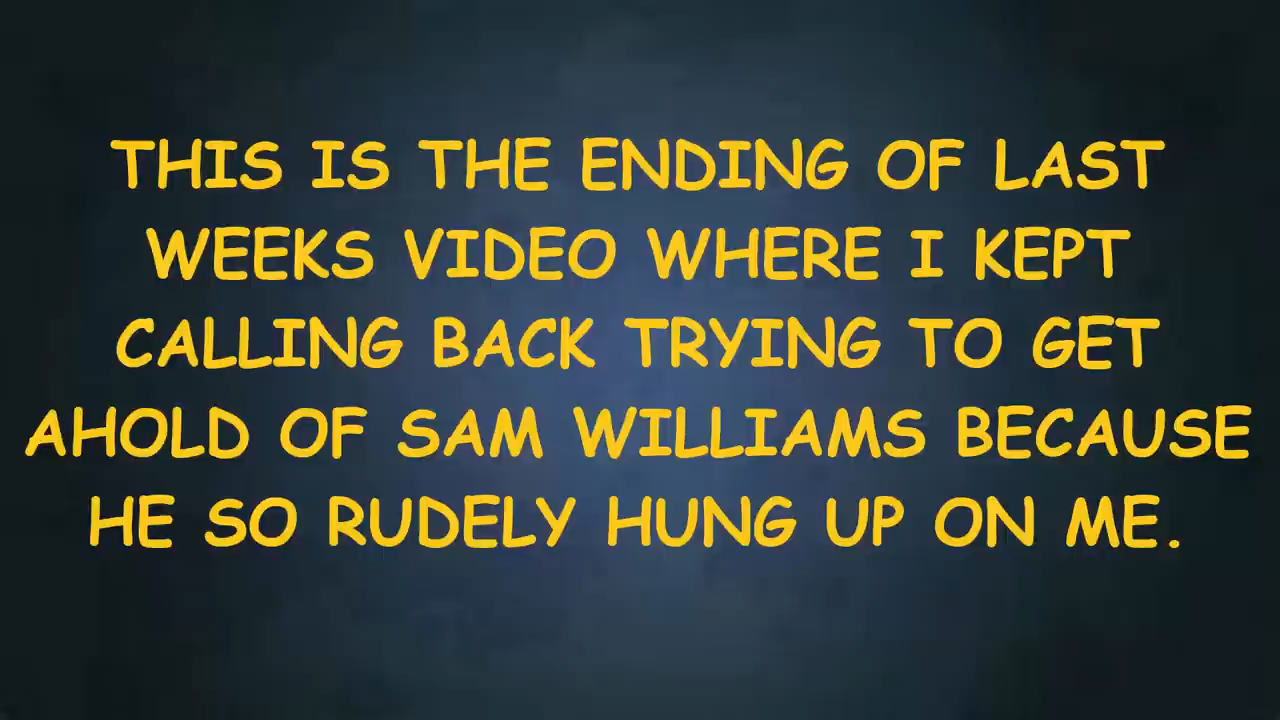 THIS IS THE ENDING OF LAST
WEEKS VIDEO WHERE I KEPT
CALLING BACK TRYING TO GET
AHOLD OF SAM WILLIAMS BECAUSE
HE SO RUDELY HUNG UP ON ME.